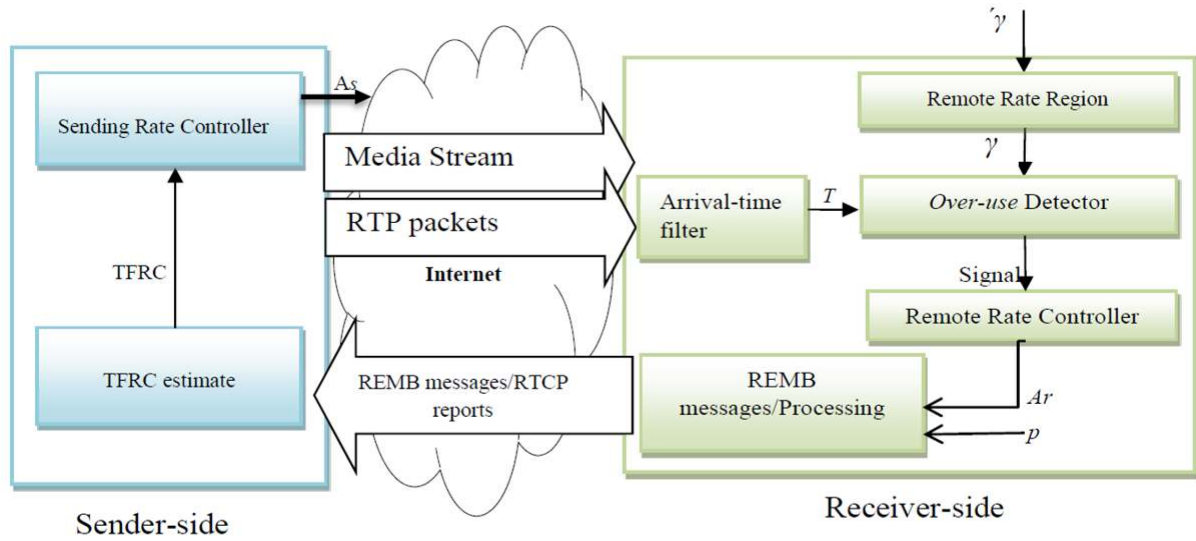 Sending Rate Controller
As
TFRC
TFRC estimate
Sender-side
Media Stream
RTP packets
Internet
REMB messages/RTCP
reports
´γ
Remote Rate Region
γ
Arrival-time
filter
T
Over-use Detector
Signal
Remote Rate Controller
REMB
messages/Processing
Ar
p
Receiver-side